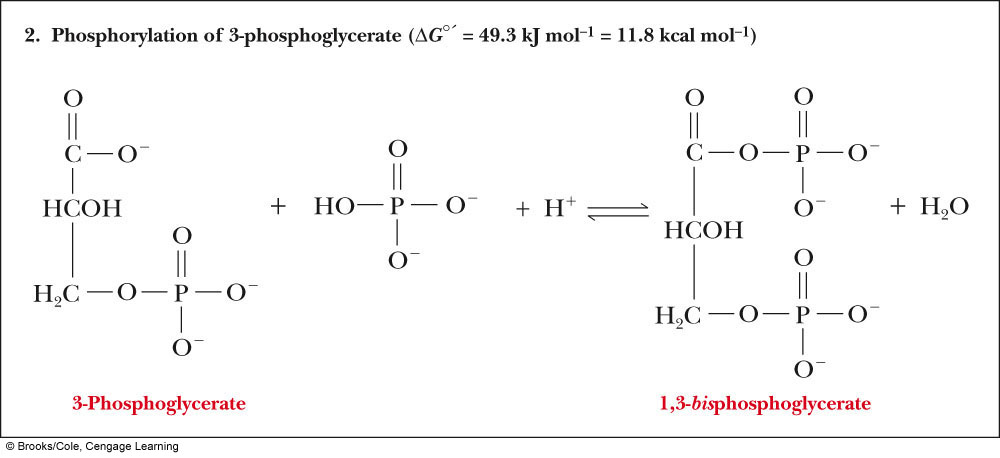 2. Phosphorylation of 3-phosphoglycerate (ΔG°´ = 49.3 kJ mol⁻¹ = 11.8 kcal mol⁻¹)
O
C—O⁻
HCOH
O
H₂C—O—P—O⁻
O⁻
3-Phosphoglycerate
+
O
HO—P—O⁻
O⁻
+ H⁺
⇌
O O
C—O—P—O⁻
O⁻
HCOH
O
H₂C—O—P—O⁻
O⁻
1,3-bisphosphoglycerate
+ H₂O
© Brooks/Cole, Cengage Learning